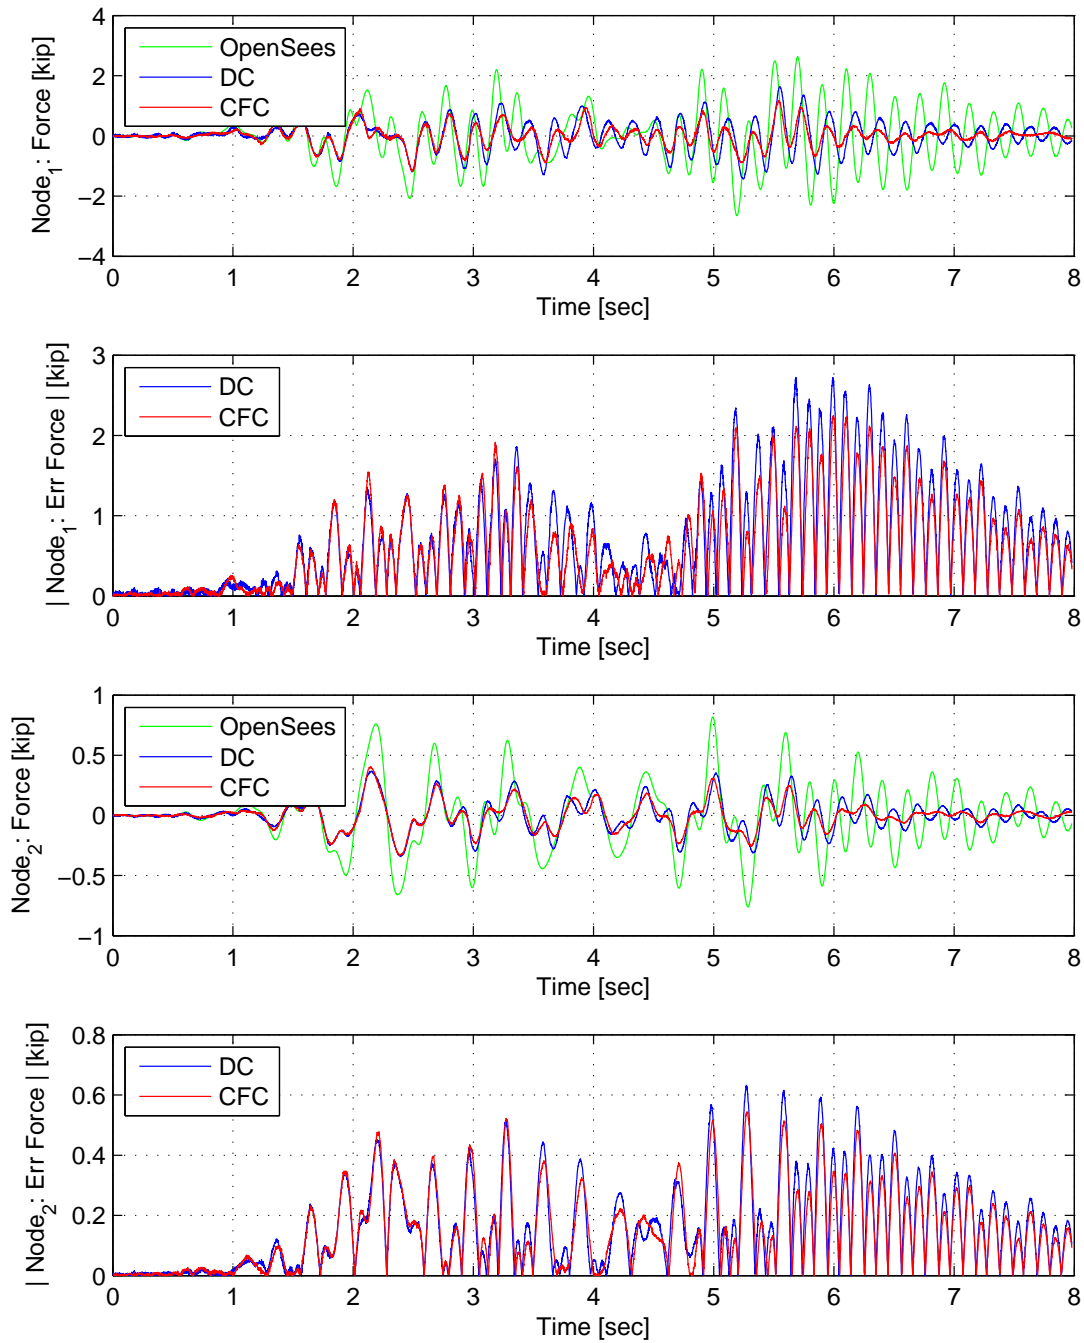 Node1: Force [kip]
4
2
0
−2
−4
OpenSees
DC
CFC
0 1 2 3 4 5 6 7 8
Time [sec]
| Node1: Err Force | [kip]
3
2
1
0
DC
CFC
0 1 2 3 4 5 6 7 8
Time [sec]
Node2: Force [kip]
1
0.5
0
−0.5
−1
OpenSees
DC
CFC
0 1 2 3 4 5 6 7 8
Time [sec]
| Node2: Err Force | [kip]
0.8
0.6
0.4
0.2
0
DC
CFC
0 1 2 3 4 5 6 7 8
Time [sec]